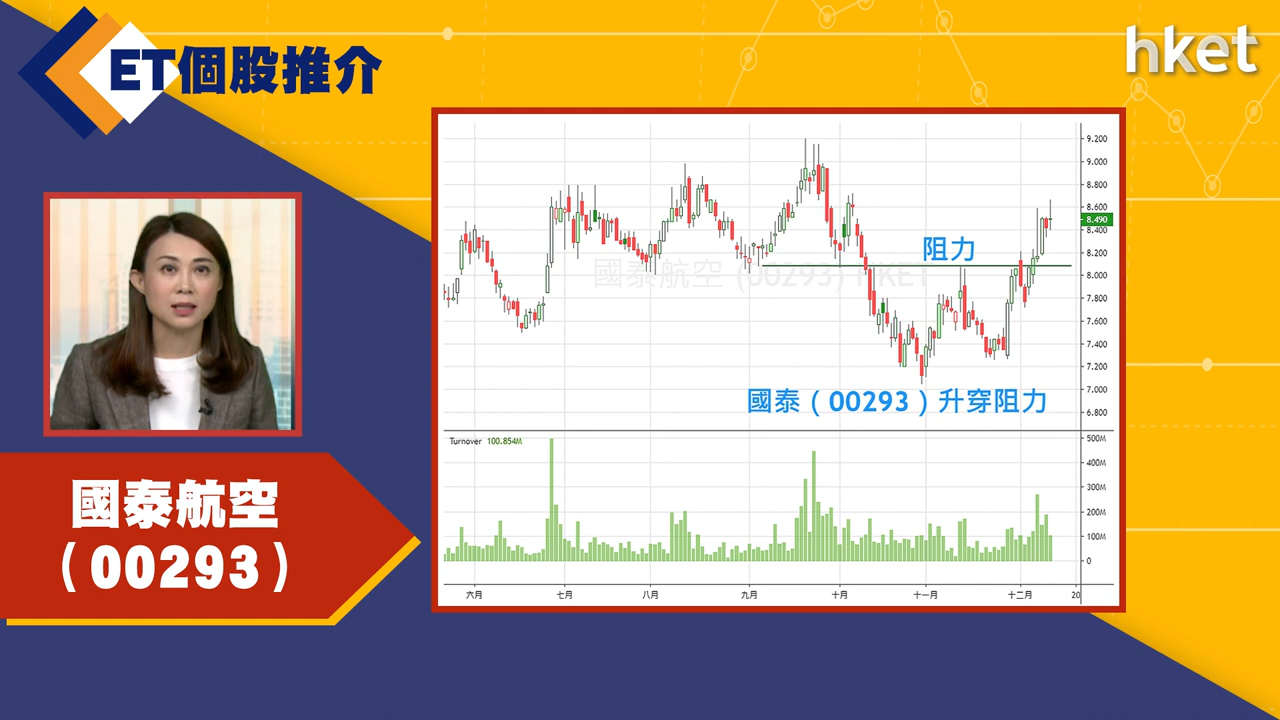 ET個股推介
hket
國泰航空
（00293）
國泰航空 (00293) HKET
阻力
國泰（00293）升穿阻力
9.200
9.000
8.800
8.600
8.490
8.400
8.200
8.000
7.800
7.600
7.400
7.200
7.000
6.800
Turnover 100.854M
500M
400M
300M
200M
100M
0
六月 七月 八月 九月 十月 十一月 十二月 20